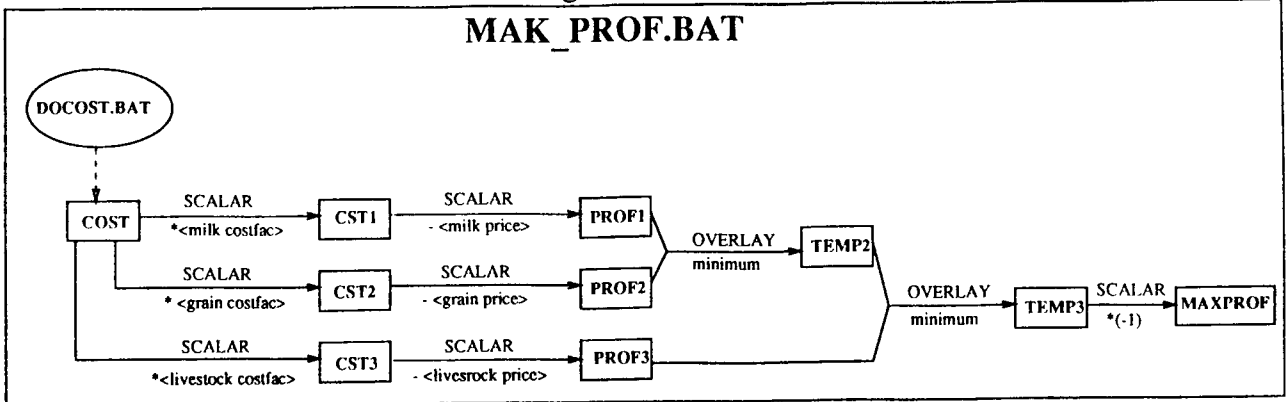 MAK_PROF.BAT
DOCOST.BAT
COST
SCALAR
*<milk costfac>
CST1
SCALAR
- <milk price>
PROF1
SCALAR
* <grain costfac>
CST2
SCALAR
- <grain price>
PROF2
OVERLAY
minimum
TEMP2
SCALAR
*<livestock costfac>
CST3
SCALAR
- <livesrock price>
PROF3
OVERLAY
minimum
TEMP3
SCALAR
*(-1)
MAXPROF